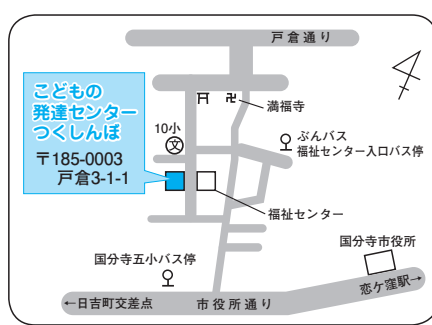 戸倉通り
こどもの
発達センター
つくしんぼ
〒185-0003
戸倉3-1-1
満福寺
10小
文
ぶんバス
福祉センター入口バス停
福祉センター
国分寺市役所
国分寺五小バス停
恋ケ窪駅→
←日吉町交差点
市役所通り